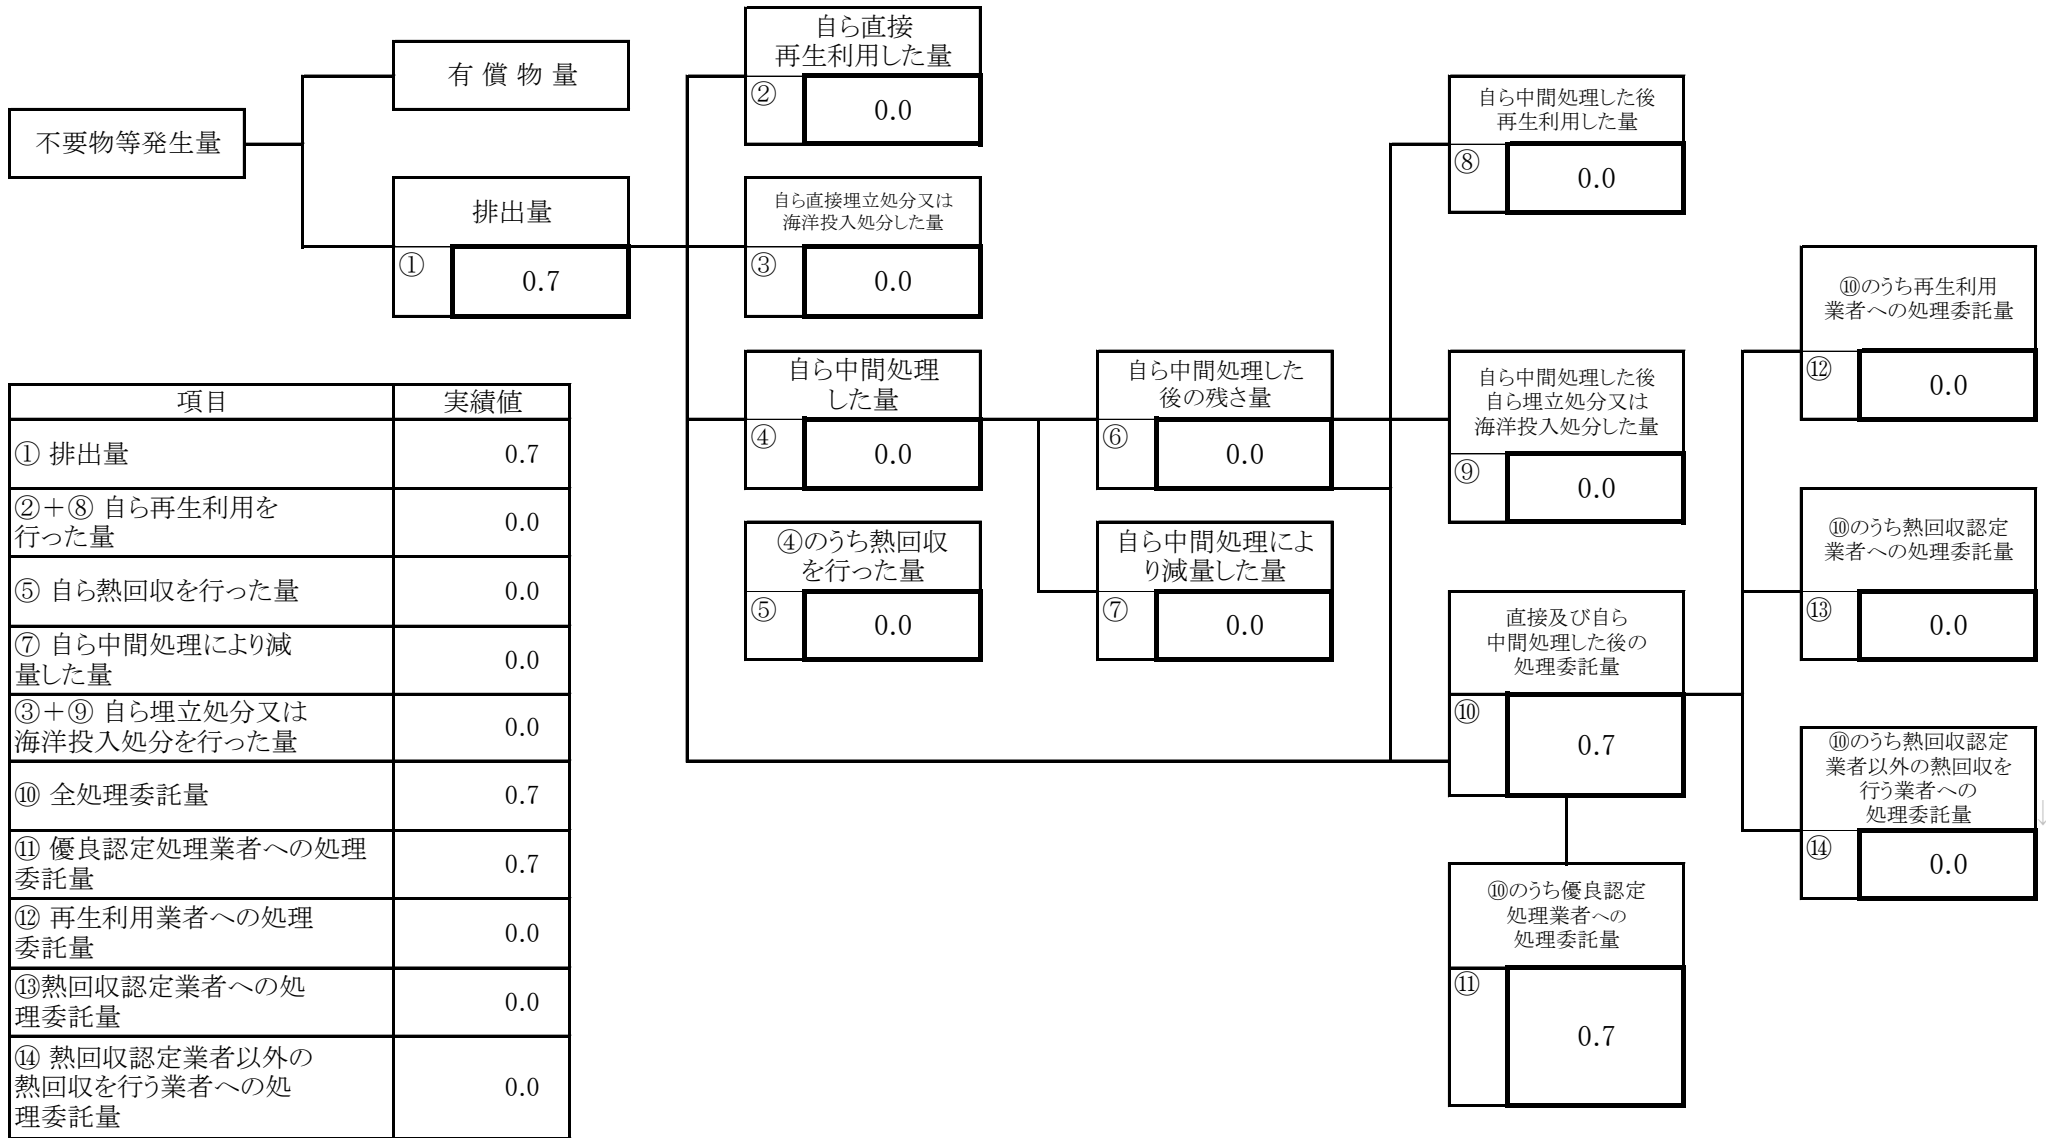 不要物等発生量
有償物量
排出量
①
0.7
自ら直接
再生利用した量
②
0.0
自ら直接埋立処分又は
海洋投入処分した量
③
0.0
自ら中間処理
した量
④
0.0
④のうち熱回収
を行った量
⑤
0.0
自ら中間処理した
後の残さ量
⑥
0.0
自ら中間処理によ
り減量した量
⑦
0.0
自ら中間処理した後
再生利用した量
⑧
0.0
自ら中間処理した後
自ら埋立処分又は
海洋投入処分した量
⑨
0.0
直接及び自ら
中間処理した後の
処理委託量
⑩
0.7
⑩のうち優良認定
処理業者への
処理委託量
⑪
0.7
⑩のうち再生利用
業者への処理委託量
⑫
0.0
⑩のうち熱回収認定
業者への処理委託量
⑬
0.0
⑩のうち熱回収認定
業者以外の熱回収を
行う業者への
処理委託量
⑭
0.0
↓
項目 実績値
① 排出量 0.7
②＋⑧ 自ら再生利用を
行った量 0.0
⑤ 自ら熱回収を行った量 0.0
⑦ 自ら中間処理により減
量した量 0.0
③＋⑨ 自ら埋立処分又は
海洋投入処分を行った量 0.0
⑩ 全処理委託量 0.7
⑪ 優良認定処理業者への処理
委託量 0.7
⑫ 再生利用業者への処理
委託量 0.0
⑬熱回収認定業者への処
理委託量 0.0
⑭ 熱回収認定業者以外の
熱回収を行う業者への処
理委託量 0.0